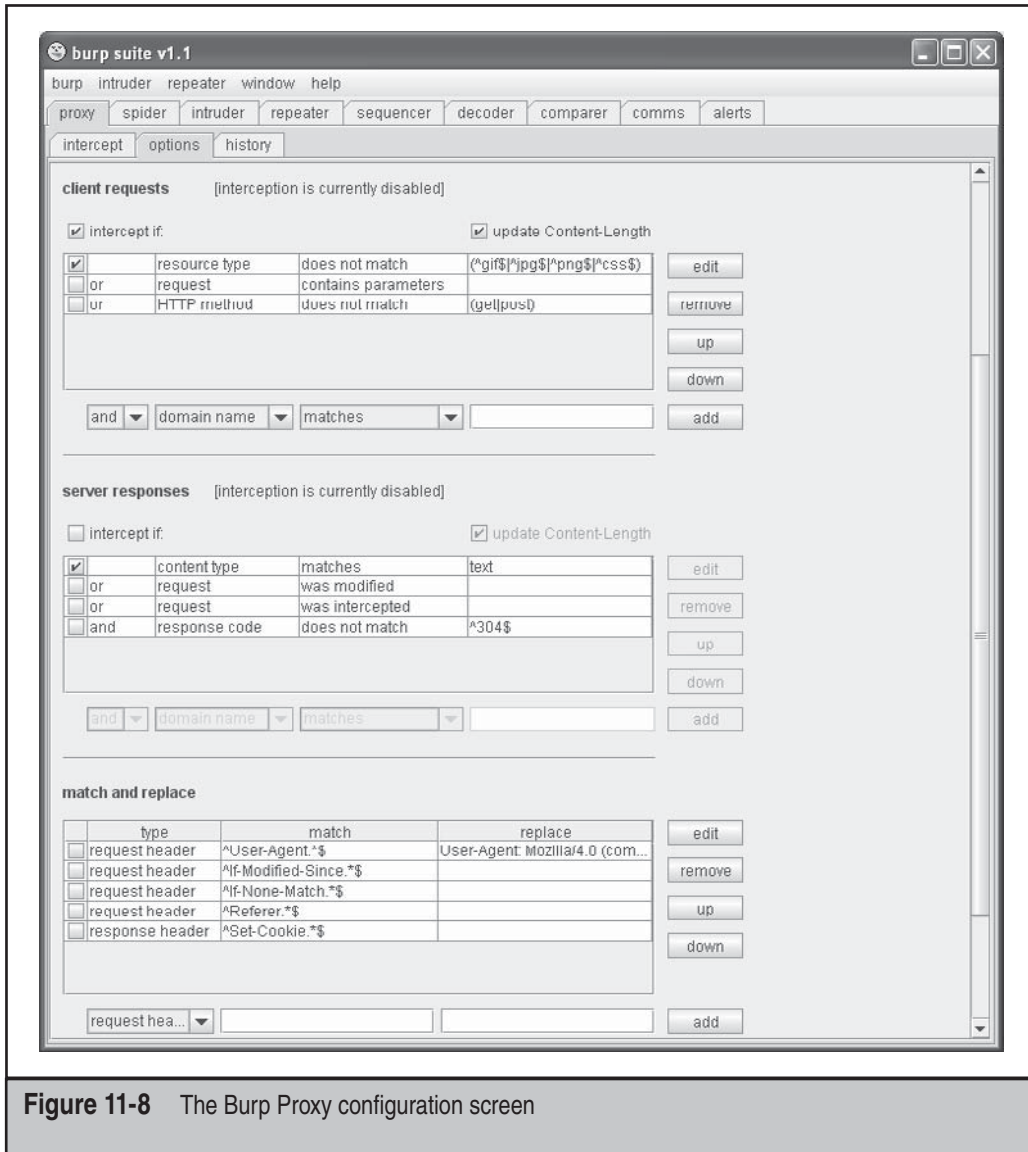 burp suite v1.1
burp intruder repeater window help
proxy spider intruder repeater sequencer decoder comparer comms alerts
intercept options history
client requests [interception is currently disabled]
intercept if: update Content-Length
resource type does not match (^gif$|^jpg$|^png$|^css$) edit
or request contains parameters
or HTTP method does not match (get|post) remove
up
down
and domain name matches add
server responses [interception is currently disabled]
intercept if: update Content-Length
content type matches text edit
or request was modified
or request was intercepted remove
and response code does not match ^304$
up
down
and domain name matches add
match and replace
type match replace edit
request header ^User-Agent.*$ User-Agent: Mozilla/4.0 (com...
request header ^If-Modified-Since.*$ remove
request header ^If-None-Match.*$
request header ^Referer.*$ up
response header ^Set-Cookie.*$
down
request hea... add
Figure 11-8 The Burp Proxy configuration screen